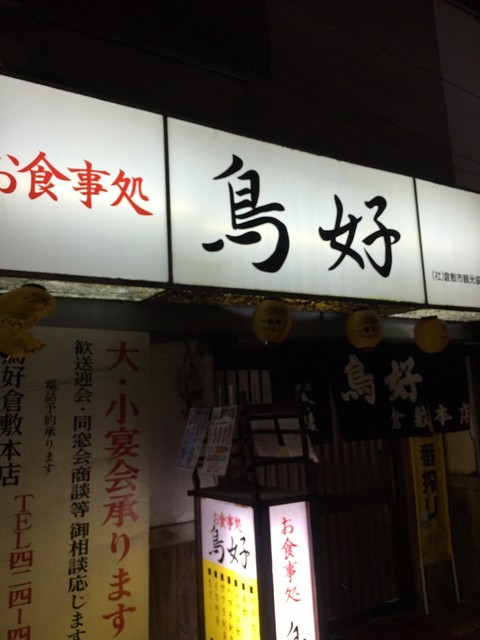 お食事処
鳥好
(社)倉敷市観光協
鳥好
倉敷本店
大・小宴会承ります
歓送迎会・同窓会商談等 御相談応じます
電話予約承ります
鳥好倉敷本店
TEL四二四ー四
お食事処
鳥好
お食事処
一番搾り